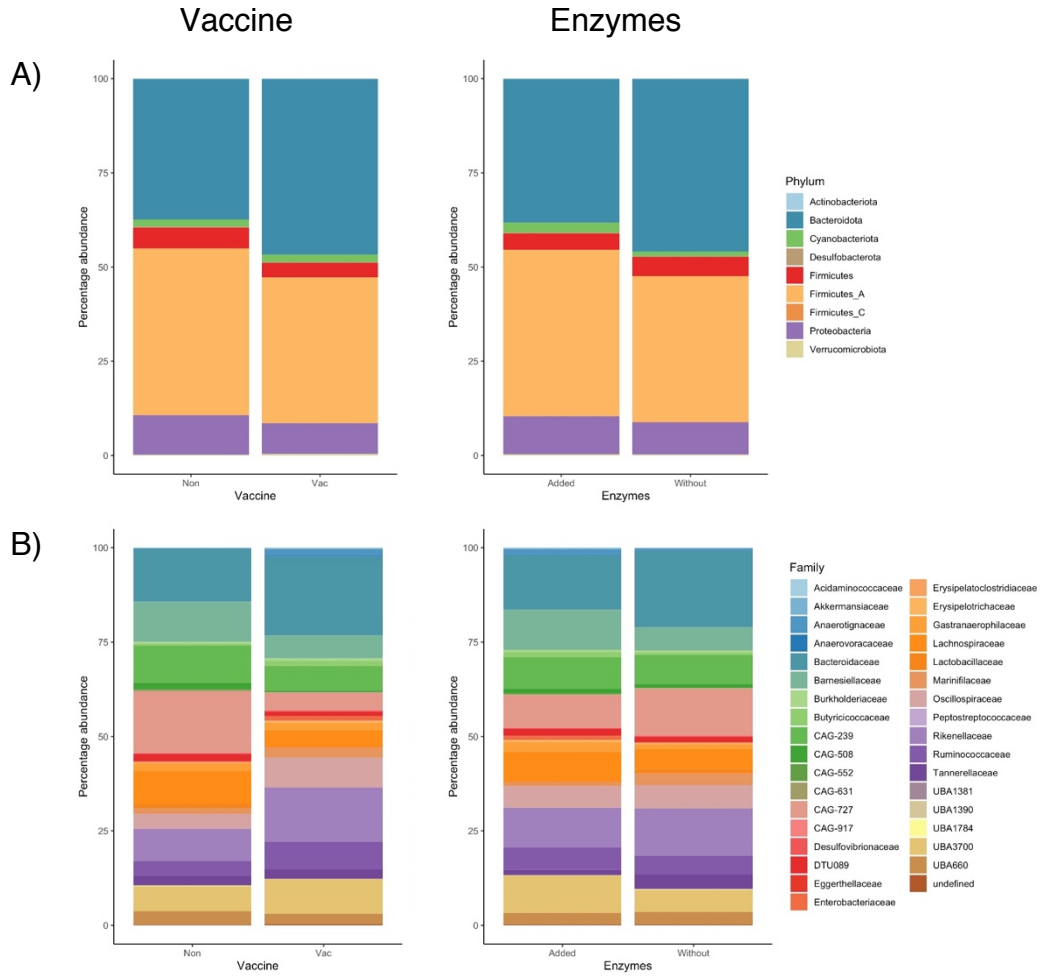 Vaccine
Enzymes
A)
100
75
50
25
0
Percentage abundance
Non
Vac
Vaccine
100
75
50
25
0
Percentage abundance
Added
Without
Enzymes
Phylum
Actinobacteriota
Bacteroidota
Cyanobacteriota
Desulfobacterota
Firmicutes
Firmicutes_A
Firmicutes_C
Proteobacteria
Verrucomicrobiota
B)
100
75
50
25
0
Percentage abundance
Non
Vac
Vaccine
100
75
50
25
0
Percentage abundance
Added
Without
Enzymes
Family
Acidaminococcaceae
Akkermansiaceae
Anaerotignaceae
Anaerovoracaceae
Bacteroidaceae
Barnesiellaceae
Burkholderiaceae
Butyricicoccaceae
CAG-239
CAG-508
CAG-552
CAG-631
CAG-727
CAG-917
Desulfovibrionaceae
DTU089
Eggerthellaceae
Enterobacteriaceae
Erysipelatoclostridiaceae
Erysipelotrichaceae
Gastranaerophilaceae
Lachnospiraceae
Lactobacillaceae
Marinifilaceae
Oscillospiraceae
Peptostreptococcaceae
Rikenellaceae
Ruminococcaceae
Tannerellaceae
UBA1381
UBA1390
UBA1784
UBA3700
UBA660
undefined